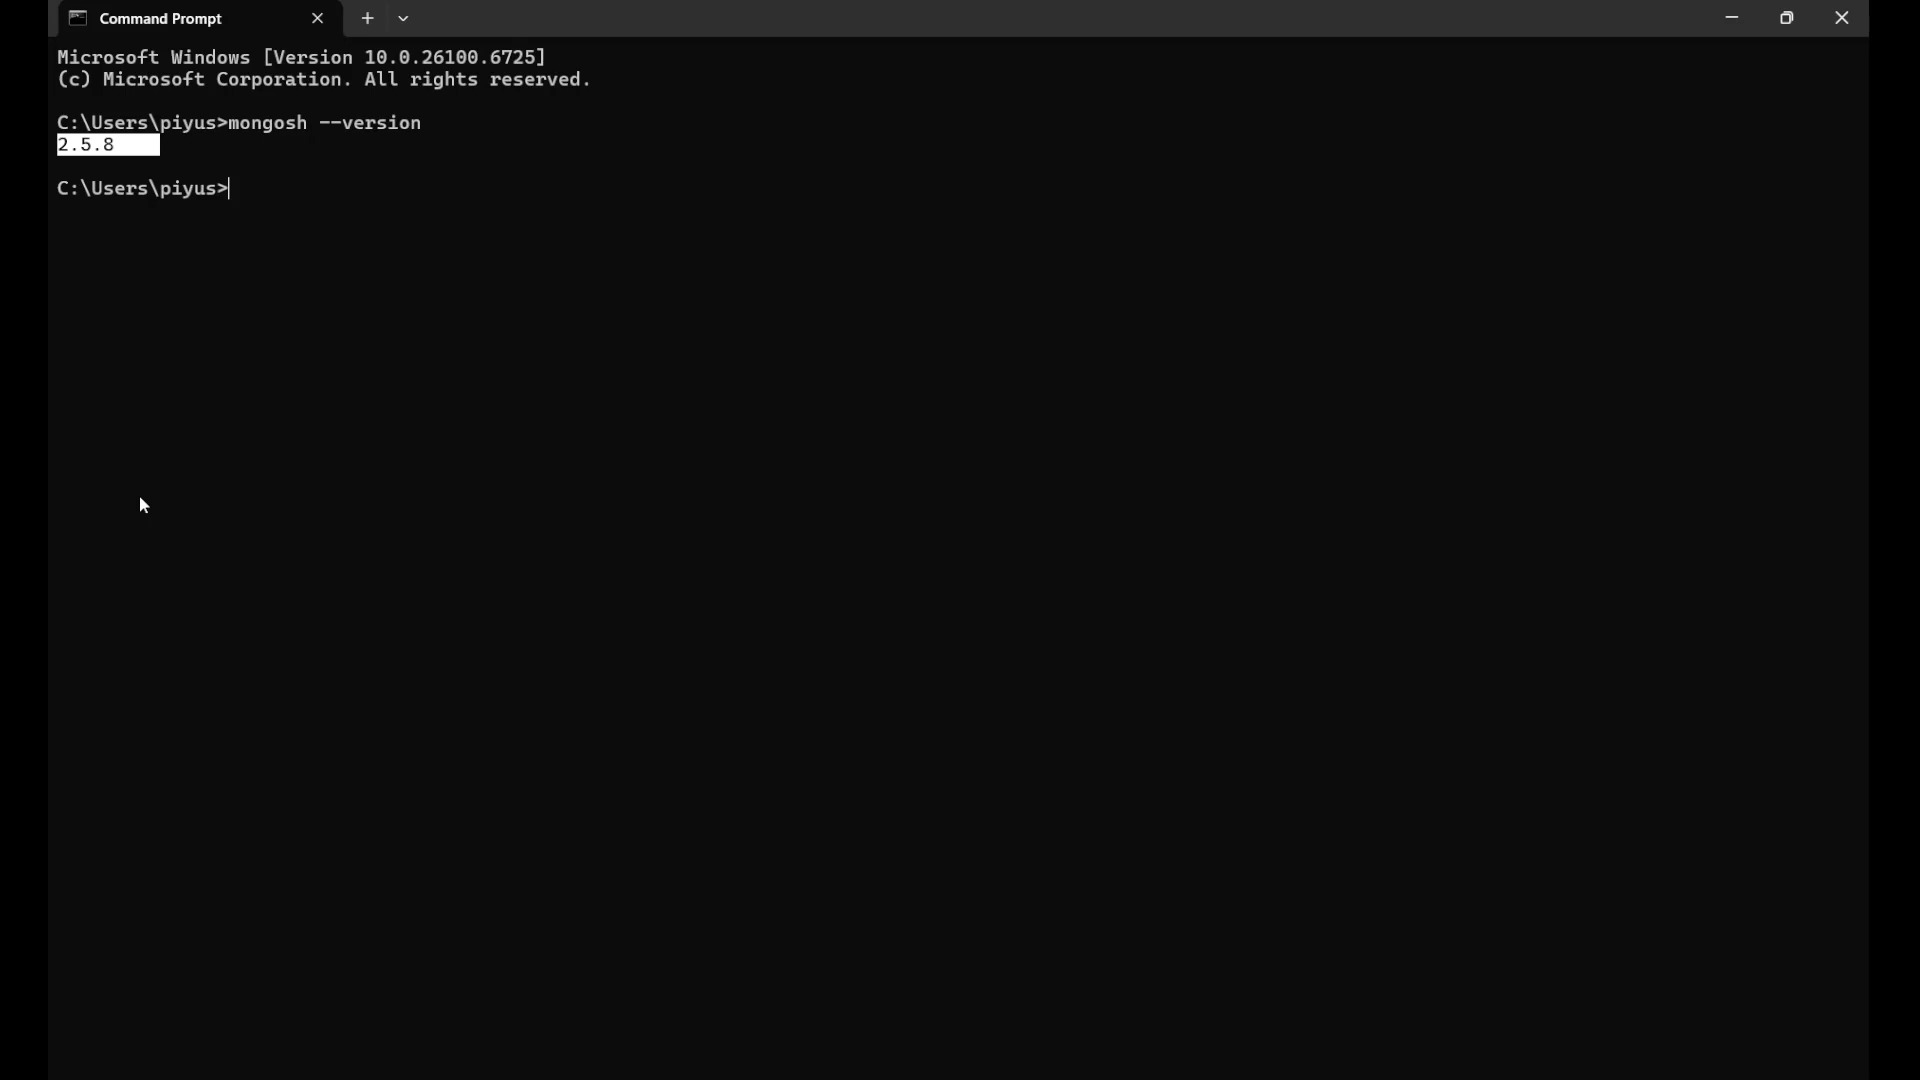 Command Prompt
Microsoft Windows [Version 10.0.26100.6725]
(c) Microsoft Corporation. All rights reserved.
C:\Users\piyus>mongosh --version
2.5.8
C:\Users\piyus>